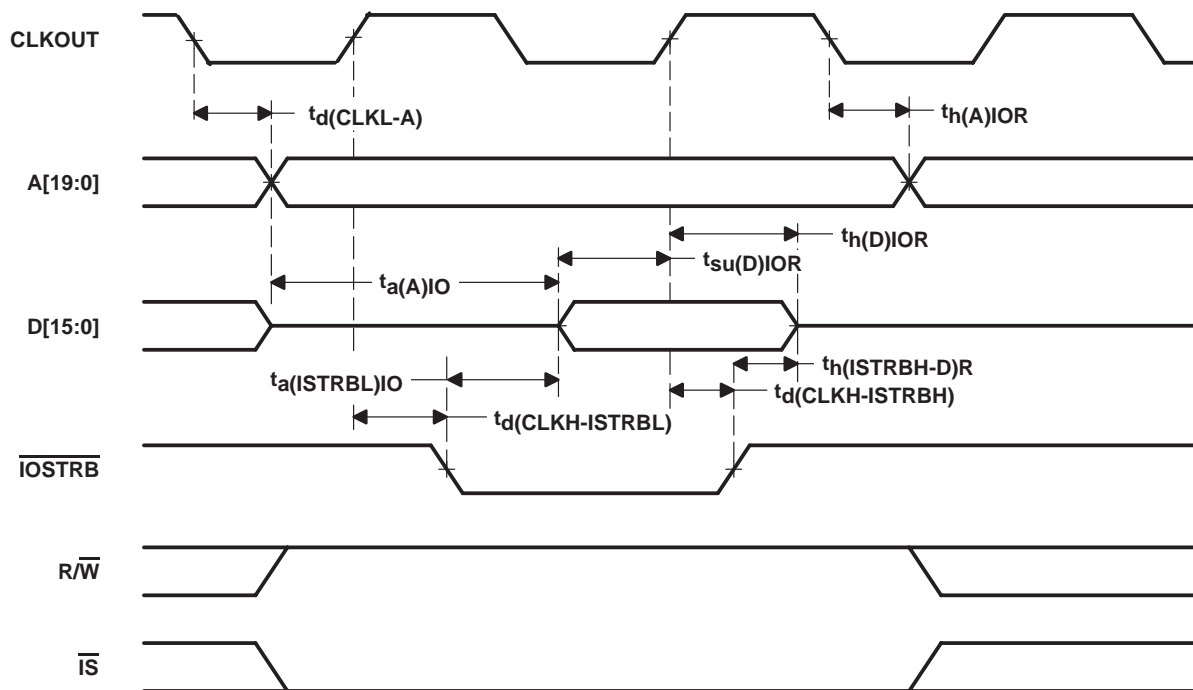 CLKOUT
td(CLKL-A)
th(A)IOR
A[19:0]
th(D)IOR
tsu(D)IOR
ta(A)IO
D[15:0]
th(ISTRBH-D)R
ta(ISTRBL)IO
td(CLKH-ISTRBH)
td(CLKH-ISTRBL)
IOSTRB
R/W
IS